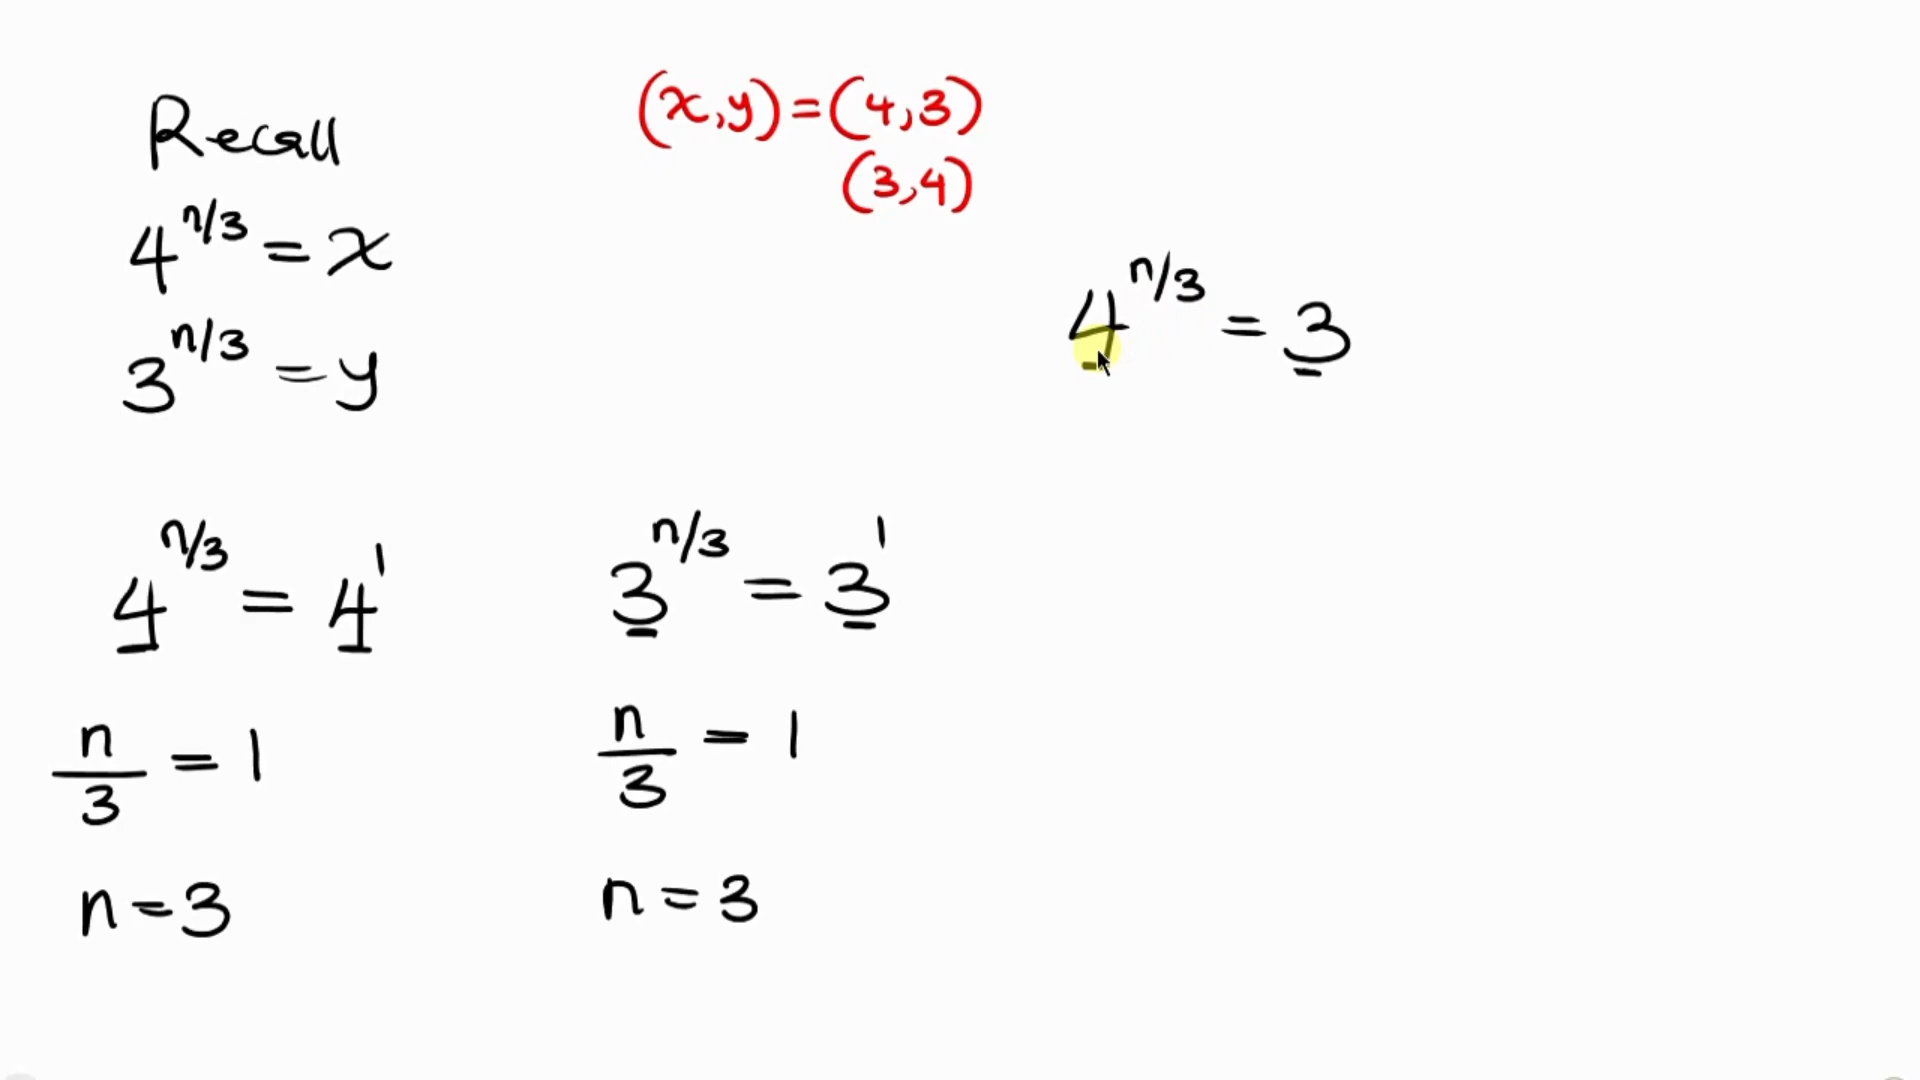 Recall
4^{n/3} = x
3^{n/3} = y
(x,y) = (4,3)
(3,4)
4^{n/3} = 3
4^{n/3} = 4^1
n/3 = 1
n = 3
3^{n/3} = 3^1
n/3 = 1
n = 3